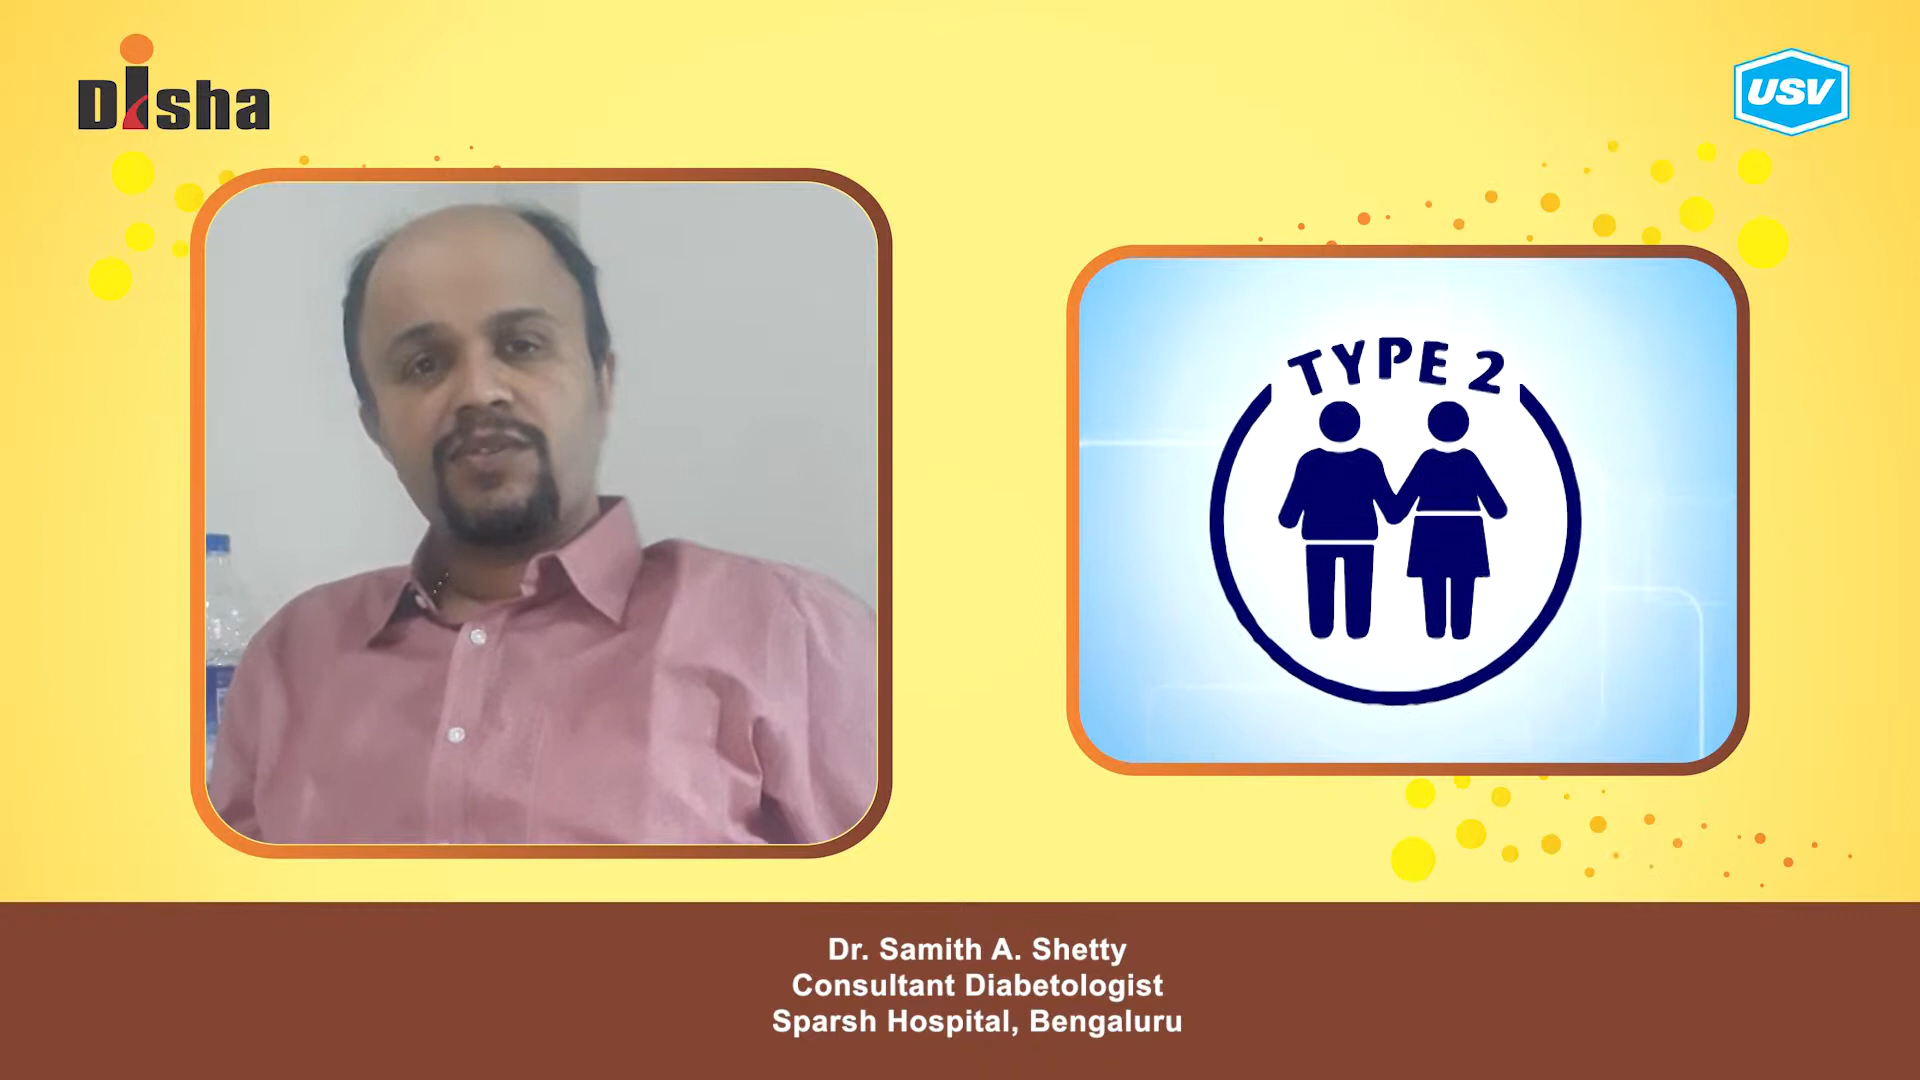 Disha
USV
TYPE 2
Dr. Samith A. Shetty
Consultant Diabetologist
Sparsh Hospital, Bengaluru